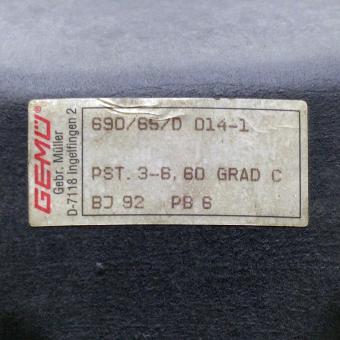 GEMÜ®
Gebr. Müller
D-7118 Ingelfingen 2
690/65/D 014-1
PST. 3-6, 60 GRAD C
BJ 92 PB 6